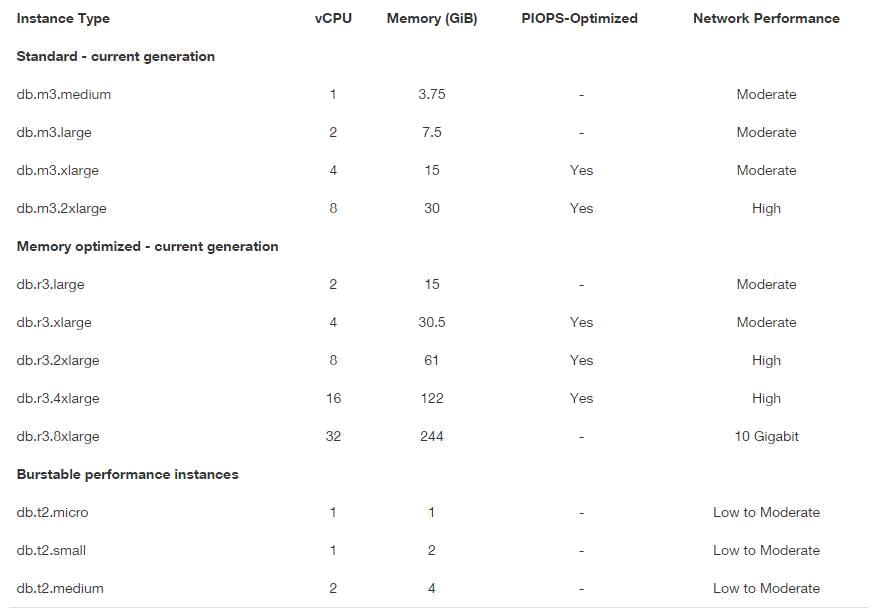 Instance Type vCPU Memory (GiB) PIOPS-Optimized Network Performance
Standard - current generation
db.m3.medium 1 3.75 - Moderate
db.m3.large 2 7.5 - Moderate
db.m3.xlarge 4 15 Yes Moderate
db.m3.2xlarge 8 30 Yes High
Memory optimized - current generation
db.r3.large 2 15 - Moderate
db.r3.xlarge 4 30.5 Yes Moderate
db.r3.2xlarge 8 61 Yes High
db.r3.4xlarge 16 122 Yes High
db.r3.8xlarge 32 244 - 10 Gigabit
Burstable performance instances
db.t2.micro 1 1 - Low to Moderate
db.t2.small 1 2 - Low to Moderate
db.t2.medium 2 4 - Low to Moderate